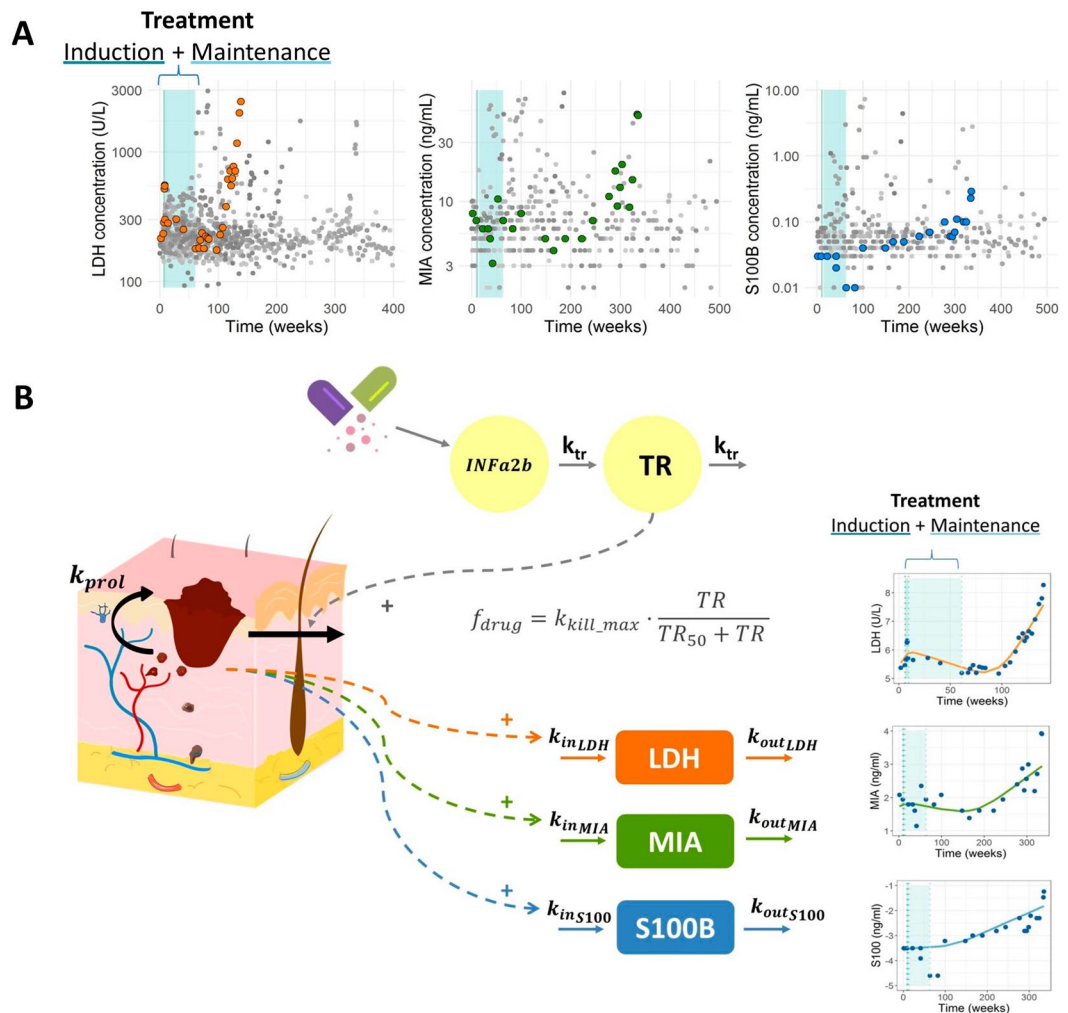 A
Treatment
Induction + Maintenance
LDH concentration (U/L)
3000
1000
300
100
0 100 200 300 400
Time (weeks)
MIA concentration (ng/mL)
30
10
3
0 100 200 300 400 500
Time (weeks)
S100B concentration (ng/mL)
10.00
1.00
0.10
0.01
0 100 200 300 400 500
Time (weeks)
B
INFa2b
k_tr
TR
k_tr
k_prol
+
f_drug = k_kill_max · TR / (TR_50 + TR)
+
k_in_LDH
LDH
k_out_LDH
+
k_in_MIA
MIA
k_out_MIA
+
k_in_S100
S100B
k_out_S100
Treatment
Induction + Maintenance
LDH (U/L)
8
7
6
5
0 50 100
Time (weeks)
MIA (ng/ml)
4
3
2
1
0 100 200 300
Time (weeks)
S100 (ng/ml)
-1
-2
-3
-4
-5
0 100 200 300
Time (weeks)